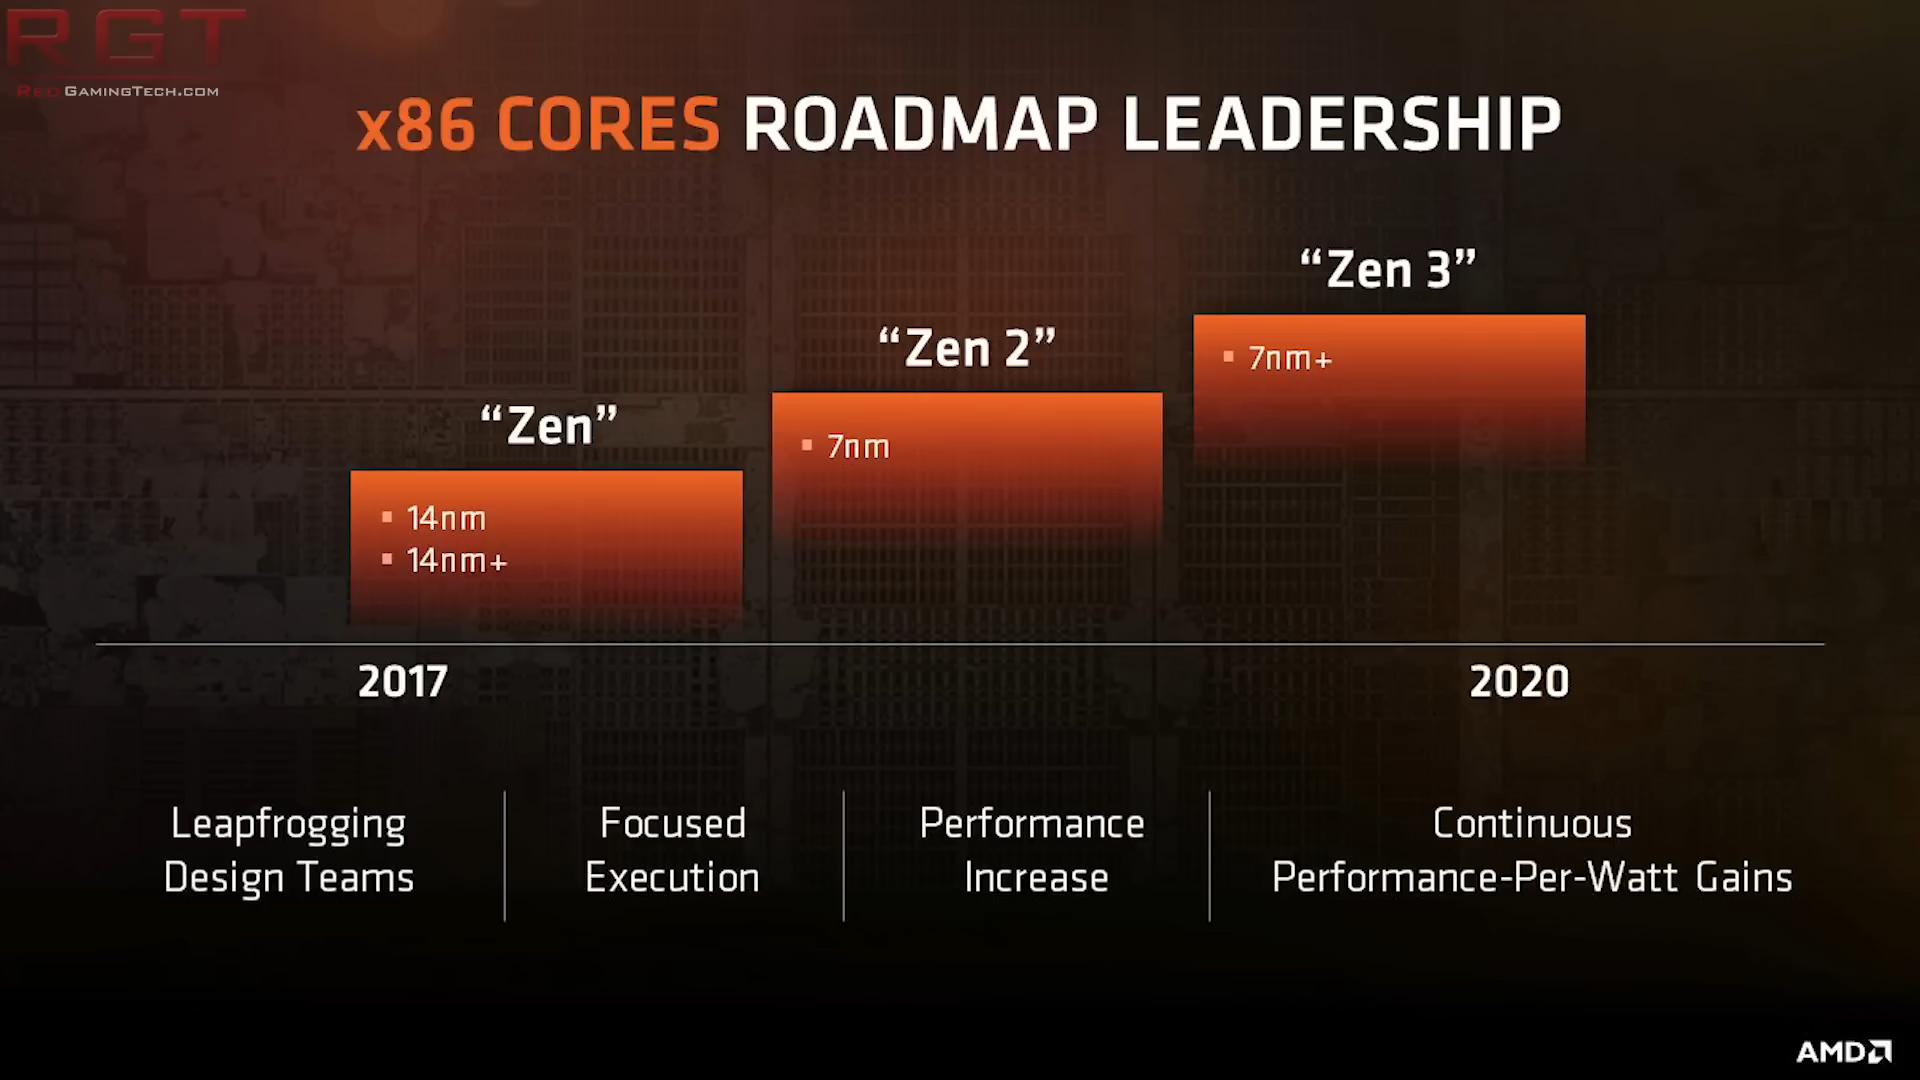 RGT
RedGamingTech.com
x86 CORES ROADMAP LEADERSHIP
“Zen”
▪ 14nm
▪ 14nm+
“Zen 2”
▪ 7nm
“Zen 3”
▪ 7nm+
2017
2020
Leapfrogging
Design Teams
Focused
Execution
Performance
Increase
Continuous
Performance-Per-Watt Gains
AMD